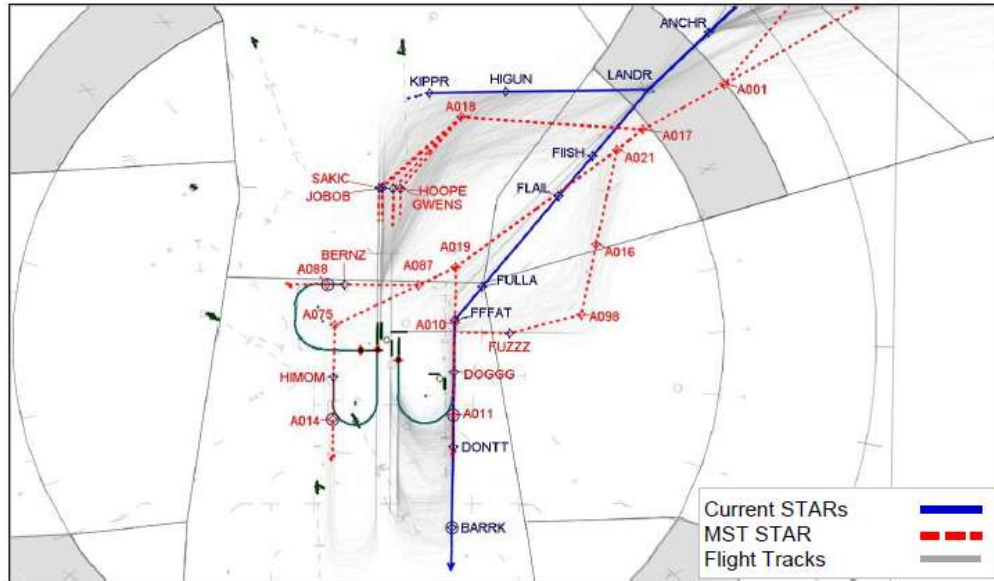 ANCHR
KIPPR
HIGUN
LANDR
A001
A018
A017
A021
FIISH
SAKIC
JOBOB
HOOPE
GWENS
FLAIL
A019
A016
BERNZ
A088
A087
FULLA
A075
A010
FFFAT
A098
FUZZZ
HIMOM
DOGGG
A014
A011
DONTT
BARRK
Current STARs
MST STAR
Flight Tracks